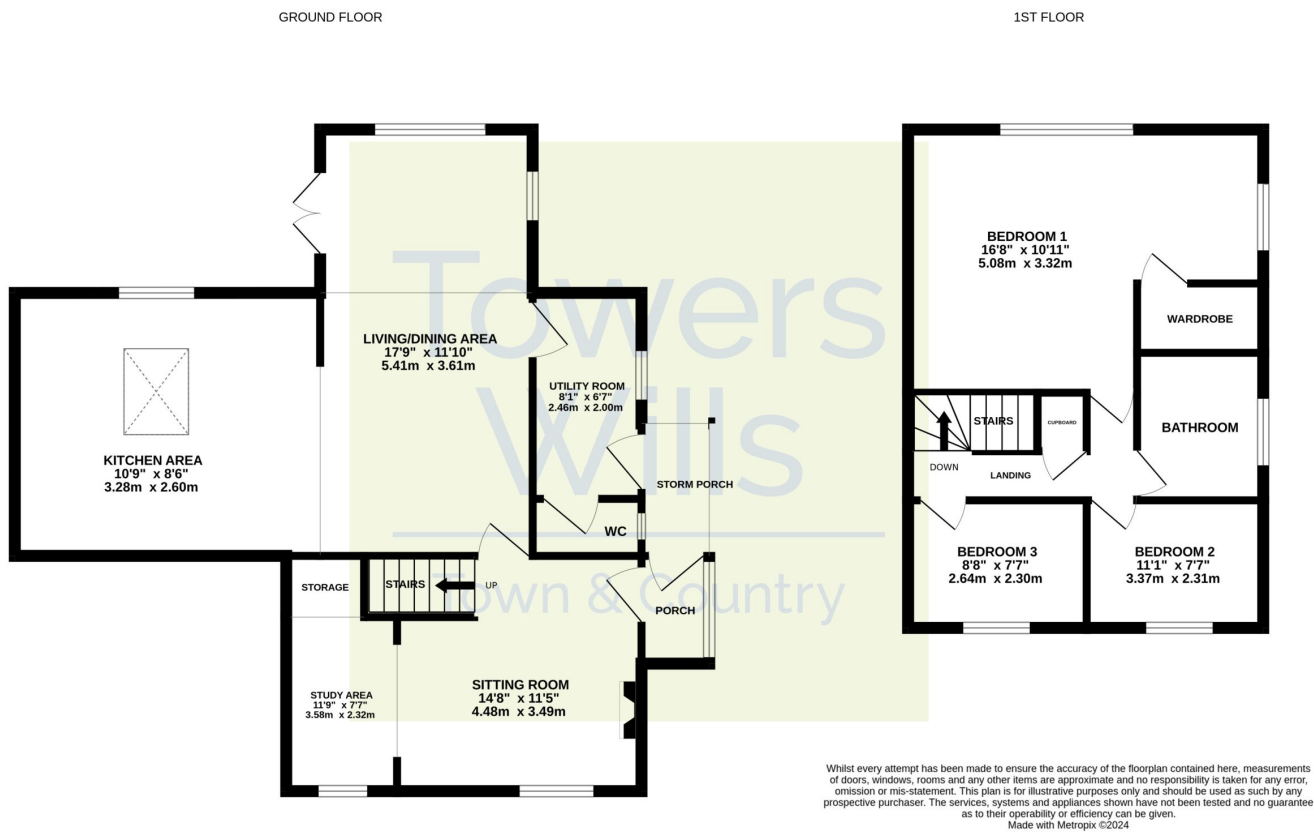 GROUND FLOOR
1ST FLOOR
LIVING/DINING AREA
17'9" x 11'10"
5.41m x 3.61m
KITCHEN AREA
10'9" x 8'6"
3.28m x 2.60m
UTILITY ROOM
8'1" x 6'7"
2.46m x 2.00m
STORM PORCH
WC
STORAGE
STAIRS
UP
PORCH
STUDY AREA
11'9" x 7'7"
3.58m x 2.32m
SITTING ROOM
14'8" x 11'5"
4.48m x 3.49m
Towers
Wills
Town & Country
BEDROOM 1
16'8" x 10'11"
5.08m x 3.32m
WARDROBE
STAIRS
CUPBOARD
BATHROOM
DOWN
LANDING
BEDROOM 3
8'8" x 7'7"
2.64m x 2.30m
BEDROOM 2
11'1" x 7'7"
3.37m x 2.31m
Whilst every attempt has been made to ensure the accuracy of the floorplan contained here, measurements
of doors, windows, rooms and any other items are approximate and no responsibility is taken for any error,
omission or mis-statement. This plan is for illustrative purposes only and should be used as such by any
prospective purchaser. The services, systems and appliances shown have not been tested and no guarantee
as to their operability or efficiency can be given.
Made with Metropix ©2024